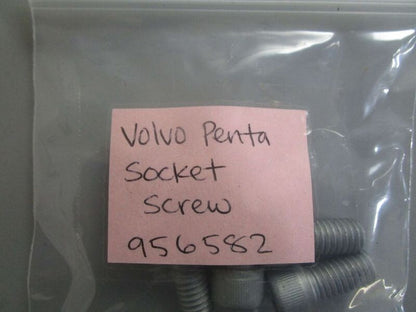 Volvo Penta
Socket
Screw
956582